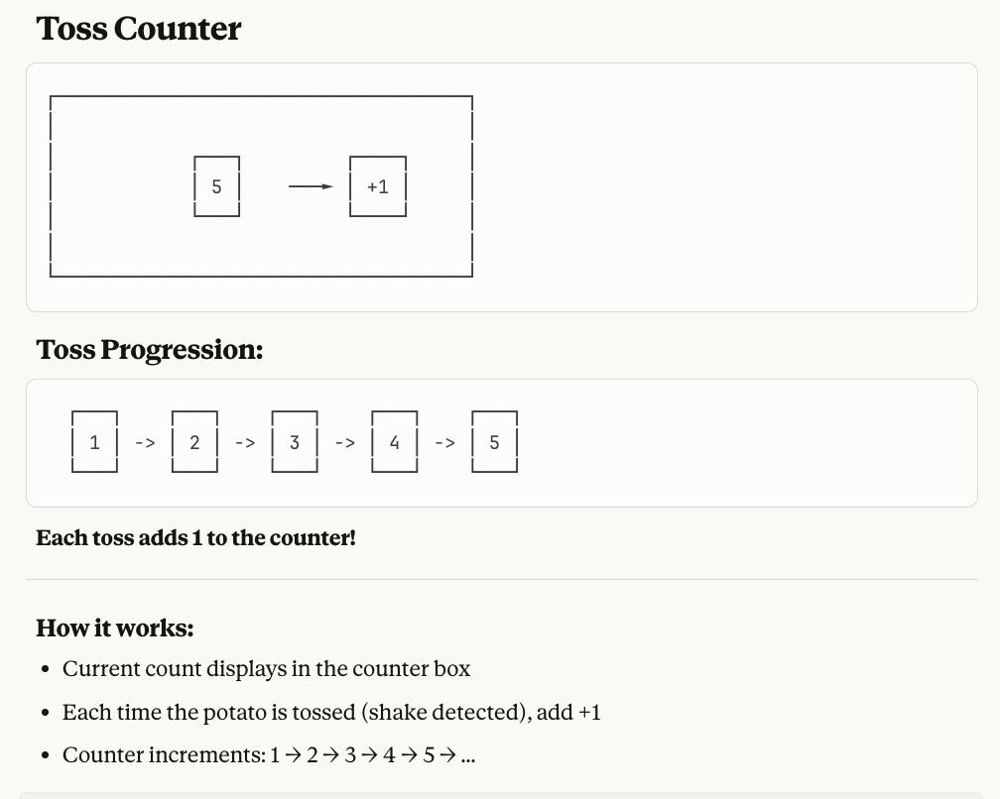 Toss Counter
5 → +1
Toss Progression:
1 -> 2 -> 3 -> 4 -> 5
Each toss adds 1 to the counter!
How it works:
• Current count displays in the counter box
• Each time the potato is tossed (shake detected), add +1
• Counter increments: 1 → 2 → 3 → 4 → 5 → ...